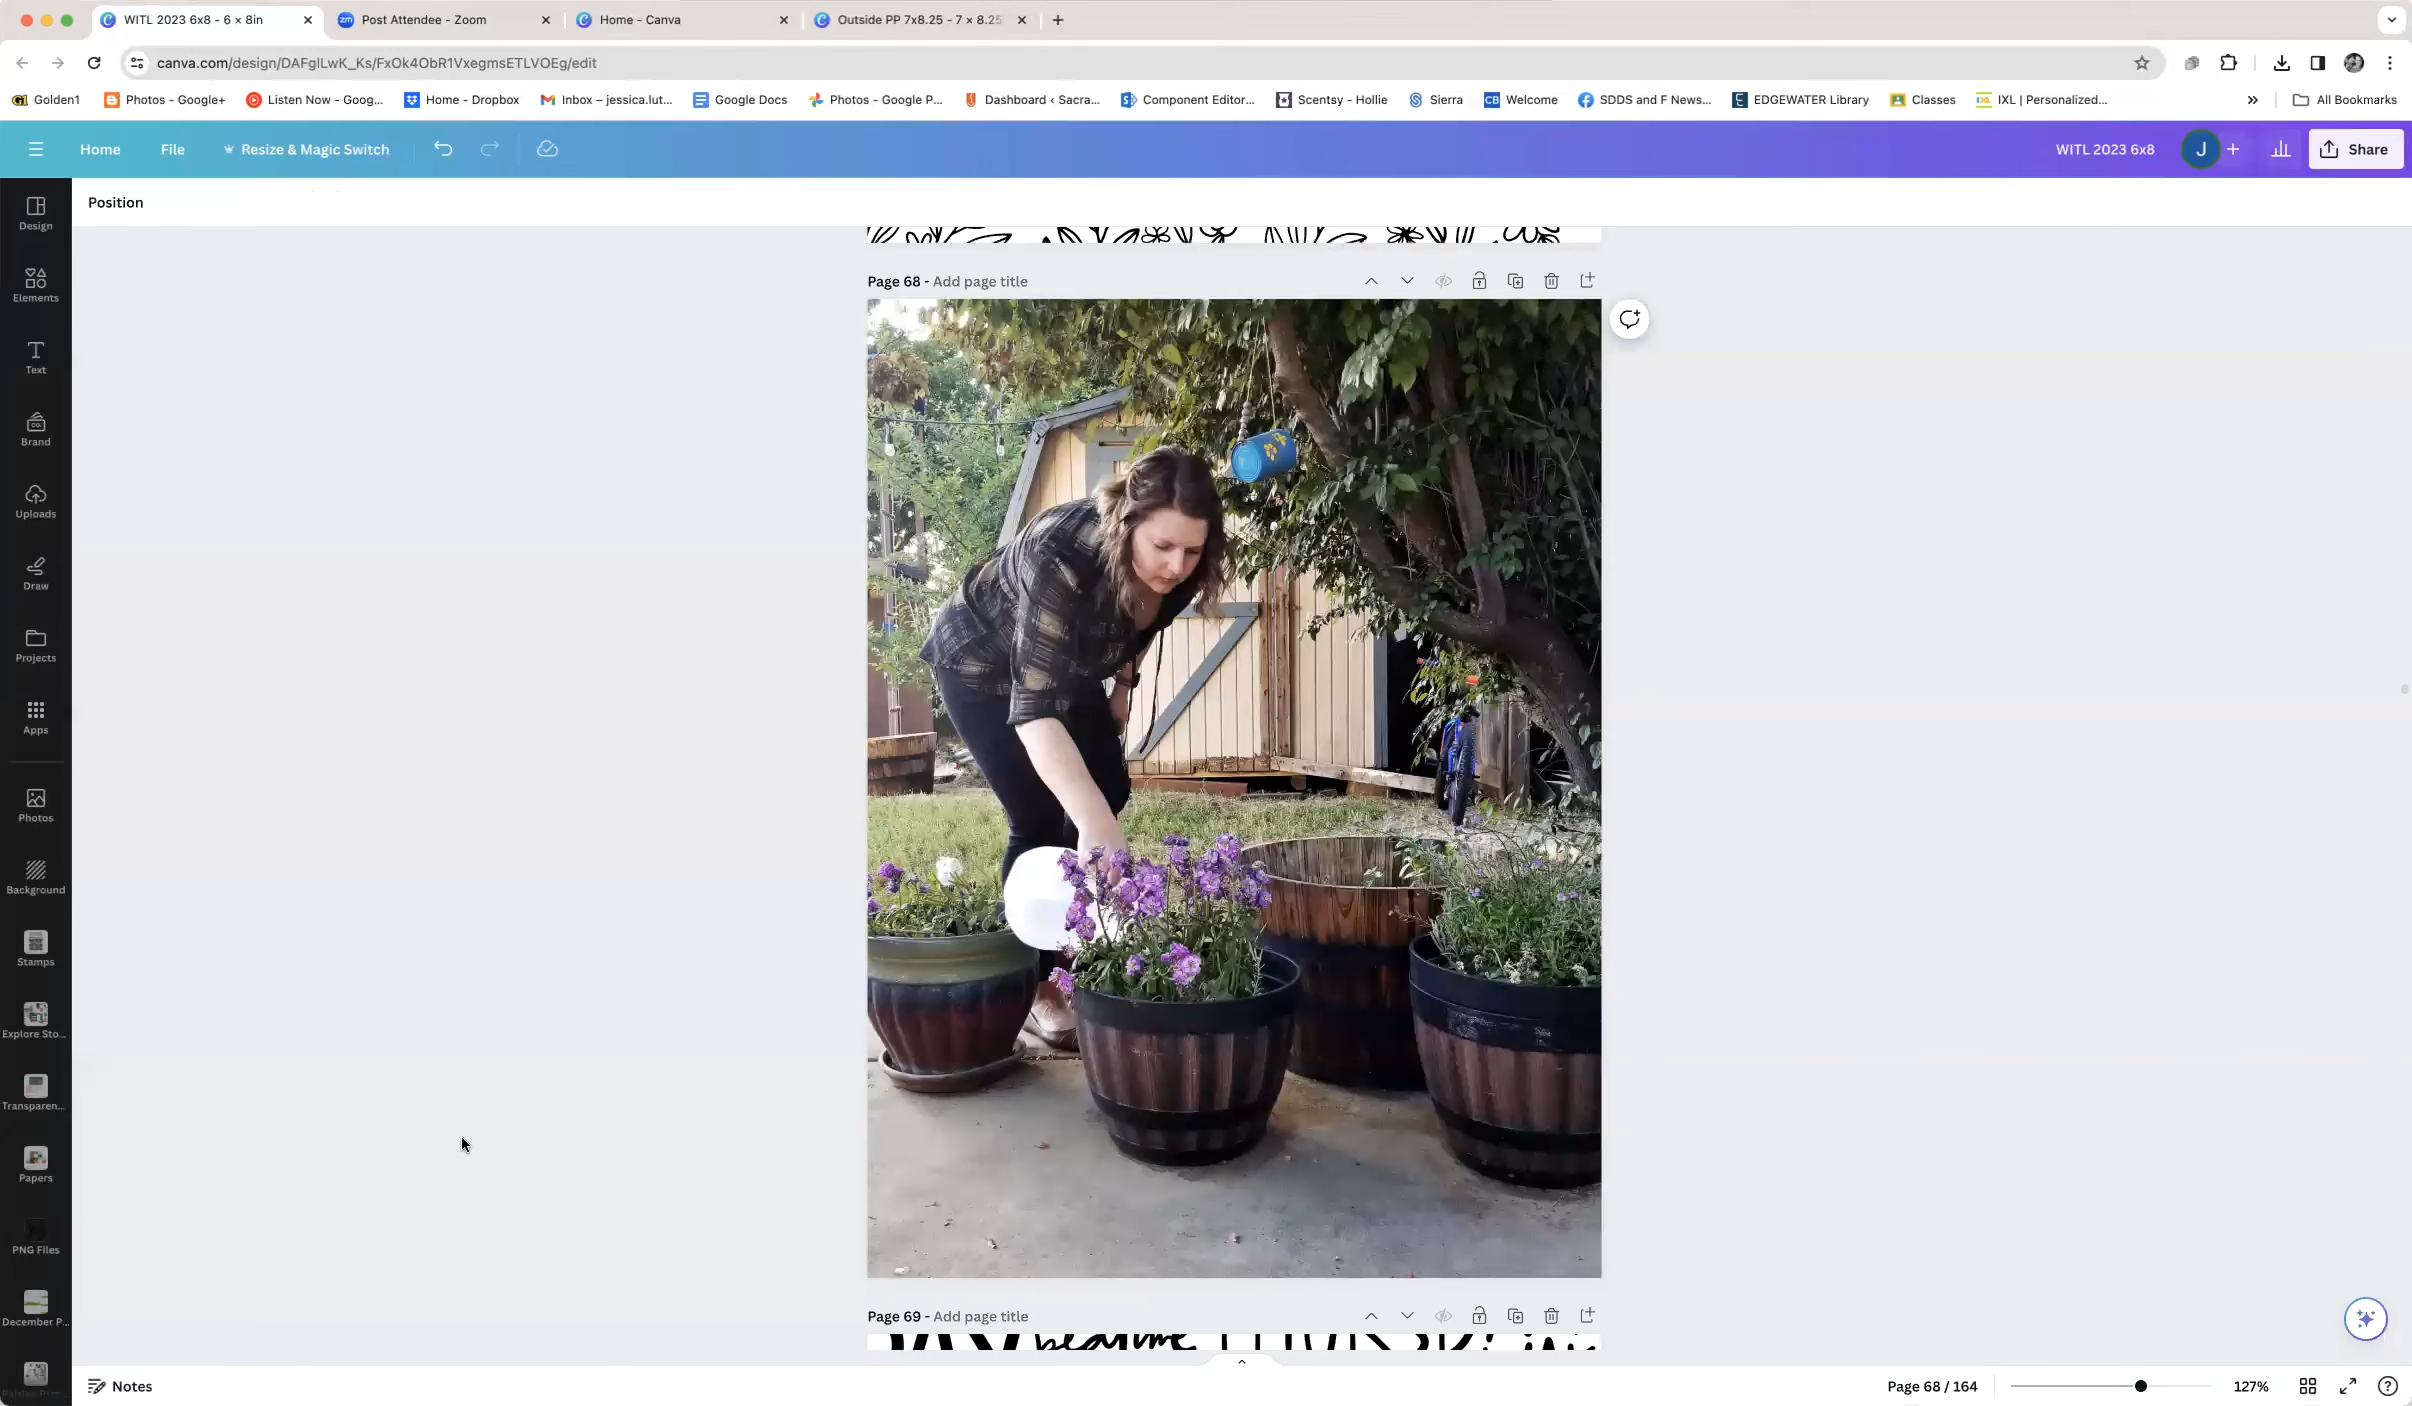 WITL 2023 6x8 - 6 × 8in
Post Attendee - Zoom
Home - Canva
Outside PP 7x8.25 - 7 × 8.25
canva.com/design/DAFglLwK_Ks/FxOk4ObR1VxegmsETLVOEg/edit
Golden1
Photos - Google+
Listen Now - Goog...
Home - Dropbox
Inbox – jessica.lut...
Google Docs
Photos - Google P...
Dashboard ‹ Sacra...
Component Editor...
Scentsy - Hollie
Sierra
CB Welcome
SDDS and F News...
EDGEWATER Library
Classes
IXL | Personalized...
All Bookmarks
Home
File
Resize & Magic Switch
WITL 2023 6x8
J
Share
Position
Design
Elements
Text
Brand
Uploads
Draw
Projects
Apps
Photos
Background
Stamps
Explore Sto...
Transparen...
Papers
PNG Files
December P...
Page 68 - Add page title
Page 69 - Add page title
Notes
Page 68 / 164
127%